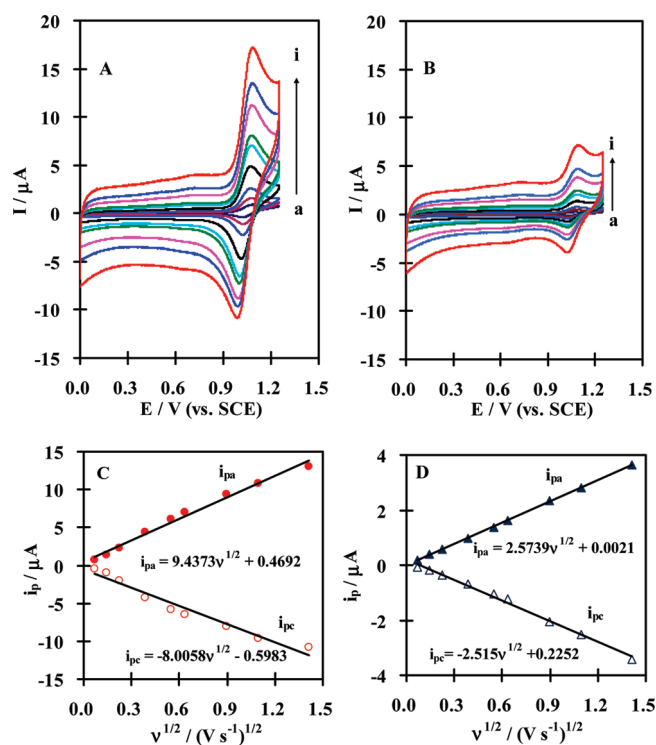 20
15
10
5
0
-5
-10
-15
I / μA
A
i
a
0.0 0.3 0.6 0.9 1.2 1.5
E / V (vs. SCE)
20
15
10
5
0
-5
-10
-15
I / μA
B
i
a
0.0 0.3 0.6 0.9 1.2 1.5
E / V (vs. SCE)
15
10
5
0
-5
-10
-15
ip / μA
C
ipa
ipa = 9.4373ν1/2 + 0.4692
ipc
ipc = -8.0058ν1/2 - 0.5983
0.0 0.3 0.6 0.9 1.2 1.5
ν1/2 / (V s-1)1/2
4
2
0
-2
-4
ip / μA
D
ipa
ipa = 2.5739ν1/2 + 0.0021
ipc
ipc = -2.515ν1/2 +0.2252
0.0 0.3 0.6 0.9 1.2 1.5
ν1/2 / (V s-1)1/2